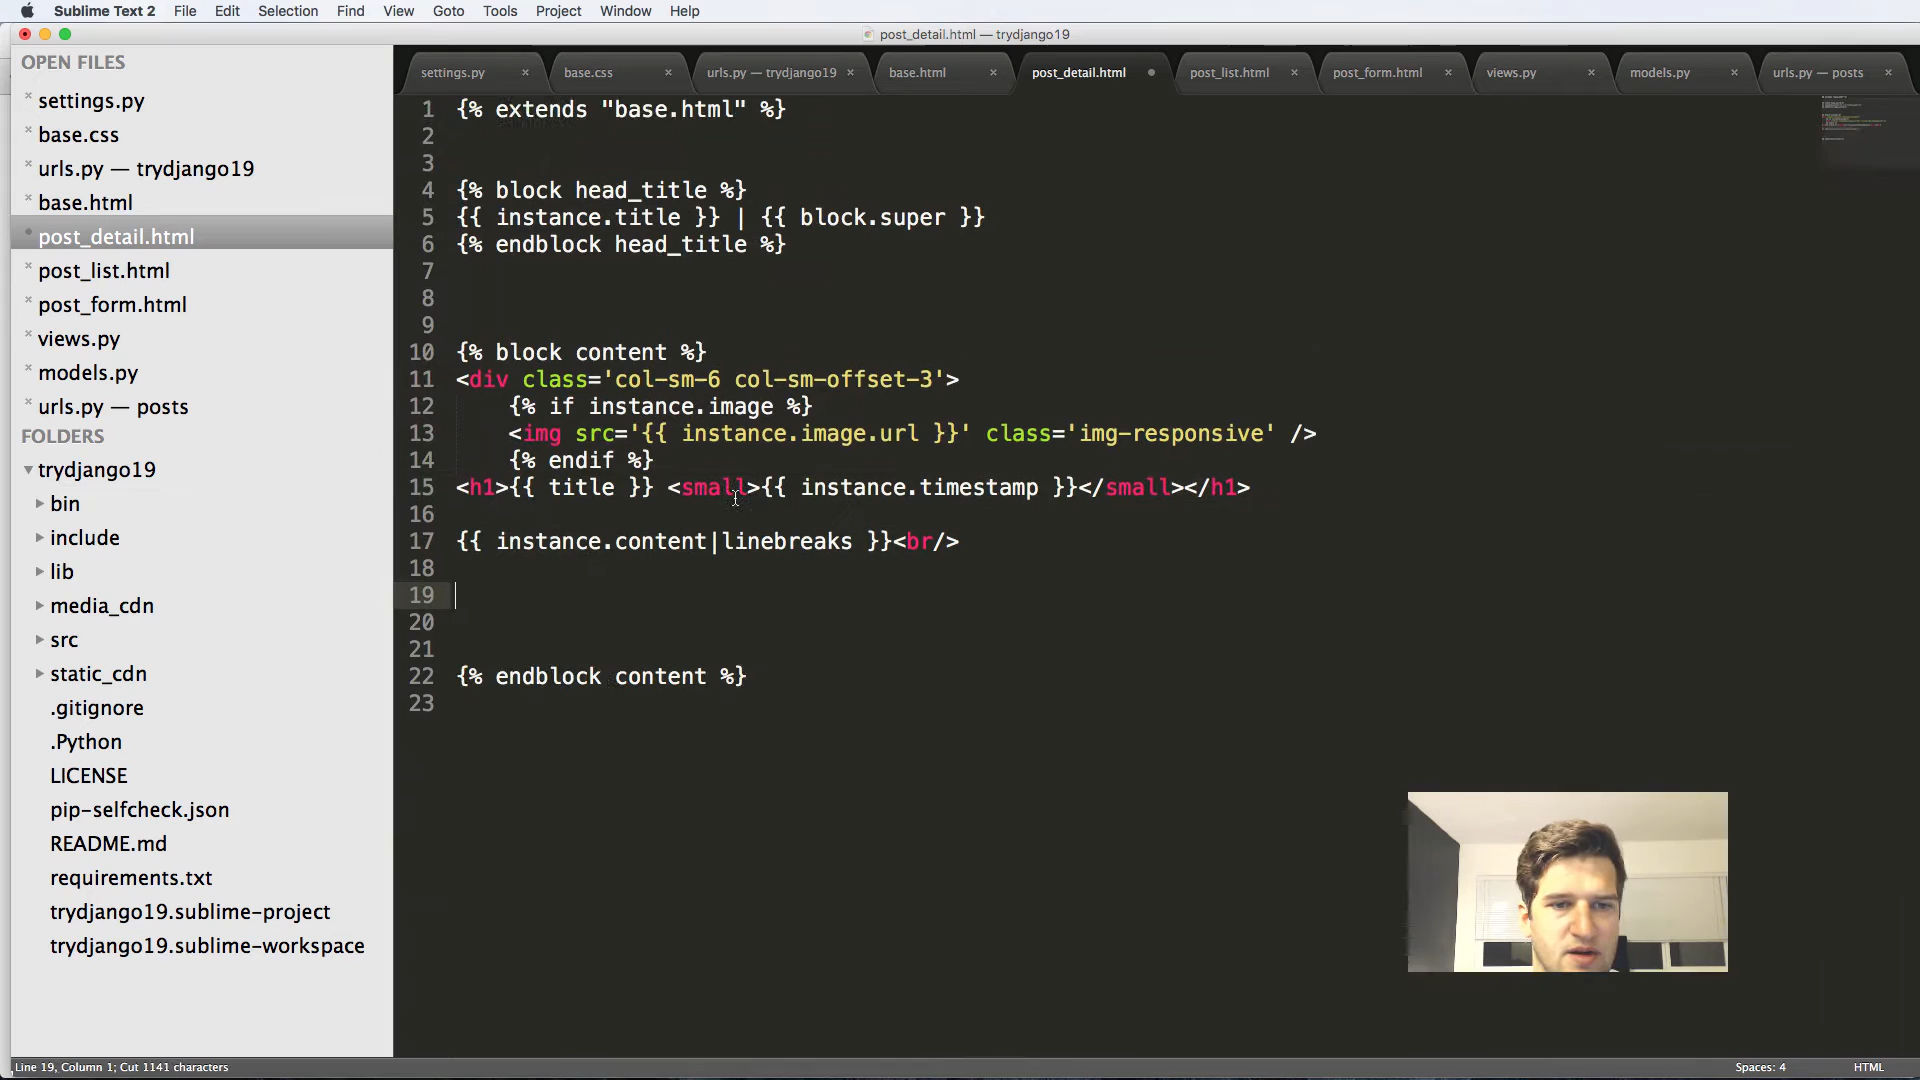 Sublime Text 2 File Edit Selection Find View Goto Tools Project Window Help
post_detail.html — trydjango19
OPEN FILES
settings.py
base.css
urls.py — trydjango19
base.html
post_detail.html
post_list.html
post_form.html
views.py
models.py
urls.py — posts
FOLDERS
trydjango19
bin
include
lib
media_cdn
src
static_cdn
.gitignore
.Python
LICENSE
pip-selfcheck.json
README.md
requirements.txt
trydjango19.sublime-project
trydjango19.sublime-workspace
settings.py × base.css × urls.py — trydjango19 × base.html × post_detail.html post_list.html × post_form.html × views.py × models.py × urls.py — posts ×
1 {% extends "base.html" %}
2
3
4 {% block head_title %}
5 {{ instance.title }} | {{ block.super }}
6 {% endblock head_title %}
7
8
9
10 {% block content %}
11 <div class='col-sm-6 col-sm-offset-3'>
12 {% if instance.image %}
13 <img src='{{ instance.image.url }}' class='img-responsive' />
14 {% endif %}
15 <h1>{{ title }} <small>{{ instance.timestamp }}</small></h1>
16
17 {{ instance.content|linebreaks }}<br/>
18
19
20
21
22 {% endblock content %}
23
Line 19, Column 1; Cut 1141 characters
Spaces: 4 HTML